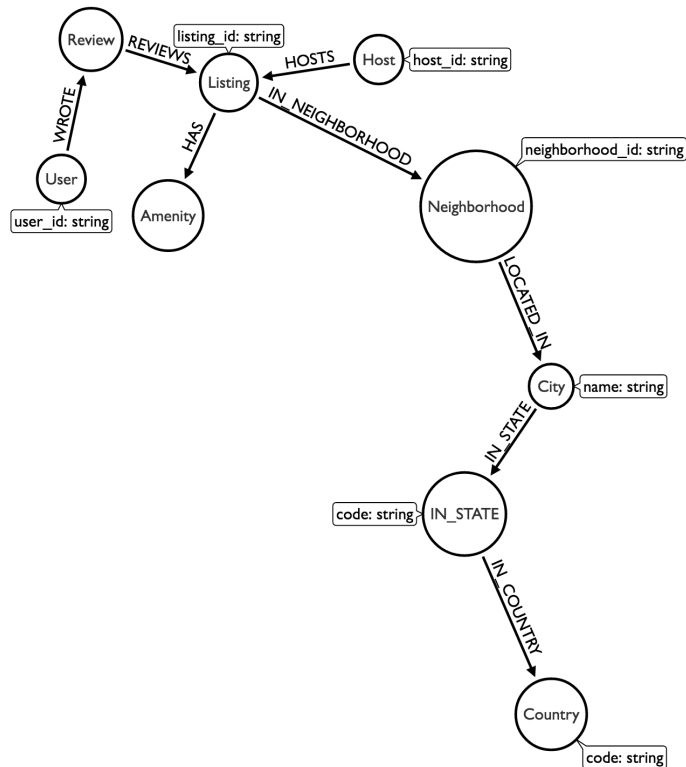 Review
REVIEWS
listing_id: string
Listing
HOSTS
Host
host_id: string
WROTE
HAS
IN_NEIGHBORHOOD
User
user_id: string
Amenity
neighborhood_id: string
Neighborhood
LOCATED_IN
City
name: string
IN_STATE
code: string
IN_STATE
IN_COUNTRY
Country
code: string